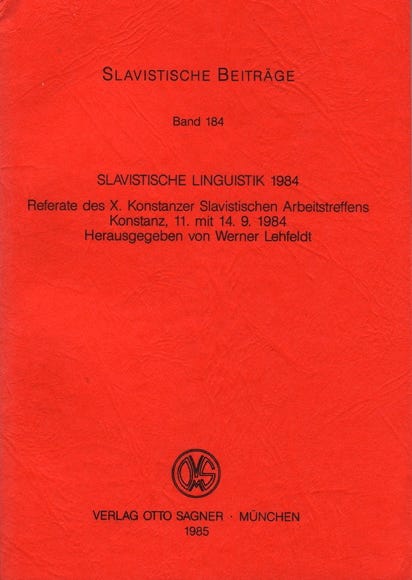 SLAVISTISCHE BEITRÄGE
Band 184
SLAVISTISCHE LINGUISTIK 1984
Referate des X. Konstanzer Slavistischen Arbeitstreffens
Konstanz, 11. mit 14. 9. 1984
Herausgegeben von Werner Lehfeldt
VERLAG OTTO SAGNER · MÜNCHEN
1985